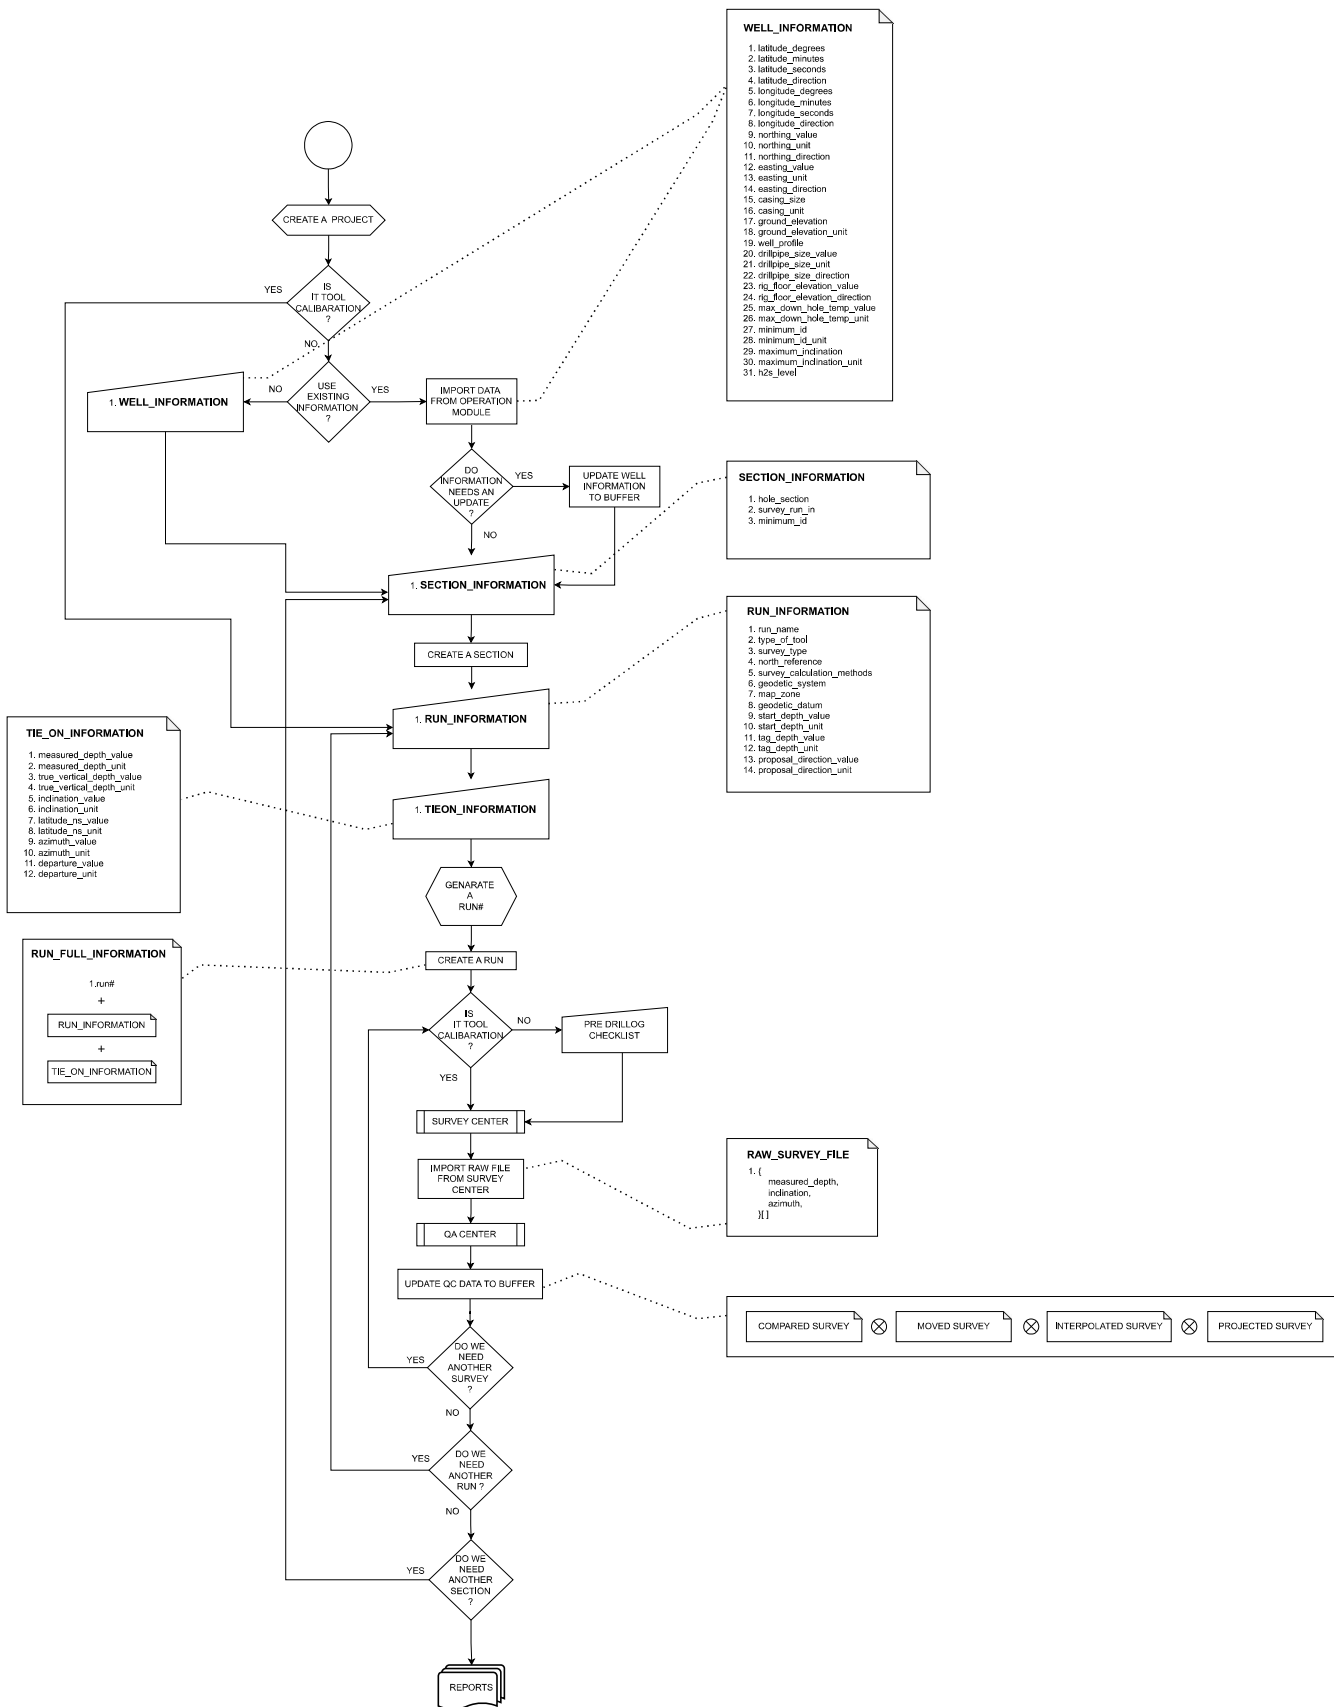 WELL_INFORMATION
1. latitude_degrees
2. latitude_minutes
3. latitude_seconds
4. latitude_direction
5. longitude_degrees
6. longitude_minutes
7. longitude_seconds
8. longitude_direction
9. northing_value
10. northing_unit
11. northing_direction
12. easting_value
13. easting_unit
14. easting_direction
15. casing_size
16. casing_unit
17. ground_elevation
18. ground_elevation_unit
19. well_profile
20. drillpipe_size_value
21. drillpipe_size_unit
22. drillpipe_size_direction
23. rig_floor_elevation_value
24. rig_floor_elevation_direction
25. max_down_hole_temp_value
26. max_down_hole_temp_unit
27. minimum_id
28. minimum_id_unit
29. maximum_inclination
30. maximum_inclination_unit
31. h2s_level
CREATE A PROJECT
IS
IT TOOL
CALIBARATION
?
YES
NO
USE
EXISTING
INFORMATION
?
NO
YES
1. WELL_INFORMATION
IMPORT DATA
FROM OPERATION
MODULE
DO
INFORMATION
NEEDS AN
UPDATE
?
YES
NO
UPDATE WELL
INFORMATION
TO BUFFER
SECTION_INFORMATION
1. hole_section
2. survey_run_in
3. minimum_id
1. SECTION_INFORMATION
CREATE A SECTION
RUN_INFORMATION
1. run_name
2. type_of_tool
3. survey_type
4. north_reference
5. survey_calculation_methods
6. geodetic_system
7. map_zone
8. geodetic_datum
9. start_depth_value
10. start_depth_unit
11. tag_depth_value
12. tag_depth_unit
13. proposal_direction_value
14. proposal_direction_unit
1. RUN_INFORMATION
TIE_ON_INFORMATION
1. measured_depth_value
2. measured_depth_unit
3. true_vertical_depth_value
4. true_vertical_depth_unit
5. inclination_value
6. inclination_unit
7. latitude_ns_value
8. latitude_ns_unit
9. azimuth_value
10. azimuth_unit
11. departure_value
12. departure_unit
1. TIEON_INFORMATION
GENARATE
A
RUN#
CREATE A RUN
RUN_FULL_INFORMATION
1.run#
+
RUN_INFORMATION
+
TIE_ON_INFORMATION
IS
IT TOOL
CALIBARATION
?
NO
YES
PRE DRILLOG
CHECKLIST
SURVEY CENTER
IMPORT RAW FILE
FROM SURVEY
CENTER
RAW_SURVEY_FILE
1. {
measured_depth,
inclination,
azimuth,
}[ ]
QA CENTER
UPDATE QC DATA TO BUFFER
COMPARED SURVEY
MOVED SURVEY
INTERPOLATED SURVEY
PROJECTED SURVEY
DO WE
NEED
ANOTHER
SURVEY
?
YES
NO
DO WE
NEED
ANOTHER
RUN ?
YES
NO
DO WE
NEED
ANOTHER
SECTION
?
YES
REPORTS